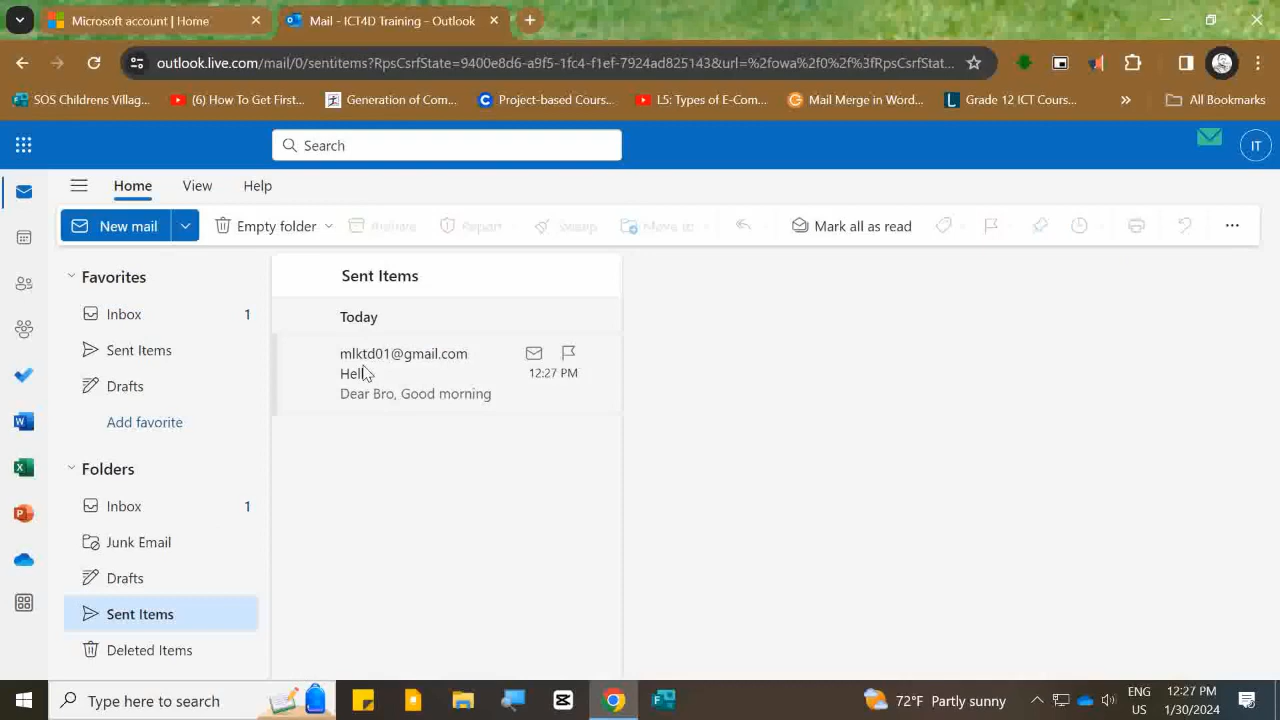 Microsoft account | Home
Mail - ICT4D Training - Outlook
outlook.live.com/mail/0/sentitems?RpsCsrfState=9400e8d6-a9f5-1fc4-f1ef-7924ad825143&url=%2fowa%2f0%2f%3fRpsCsrfStat...
SOS Childrens Villag...
(6) How To Get First...
Generation of Com...
Project-based Cours...
L5: Types of E-Com...
Mail Merge in Word...
Grade 12 ICT Cours...
All Bookmarks
Search
IT
Home
View
Help
New mail
Empty folder
Archive
Report
Sweep
Move to
Mark all as read
Favorites
Inbox 1
Sent Items
Drafts
Add favorite
Folders
Inbox 1
Junk Email
Drafts
Sent Items
Deleted Items
Sent Items
Today
mlktd01@gmail.com
12:27 PM
Dear Bro, Good morning
Type here to search
72°F Partly sunny
ENG
US
12:27 PM
1/30/2024